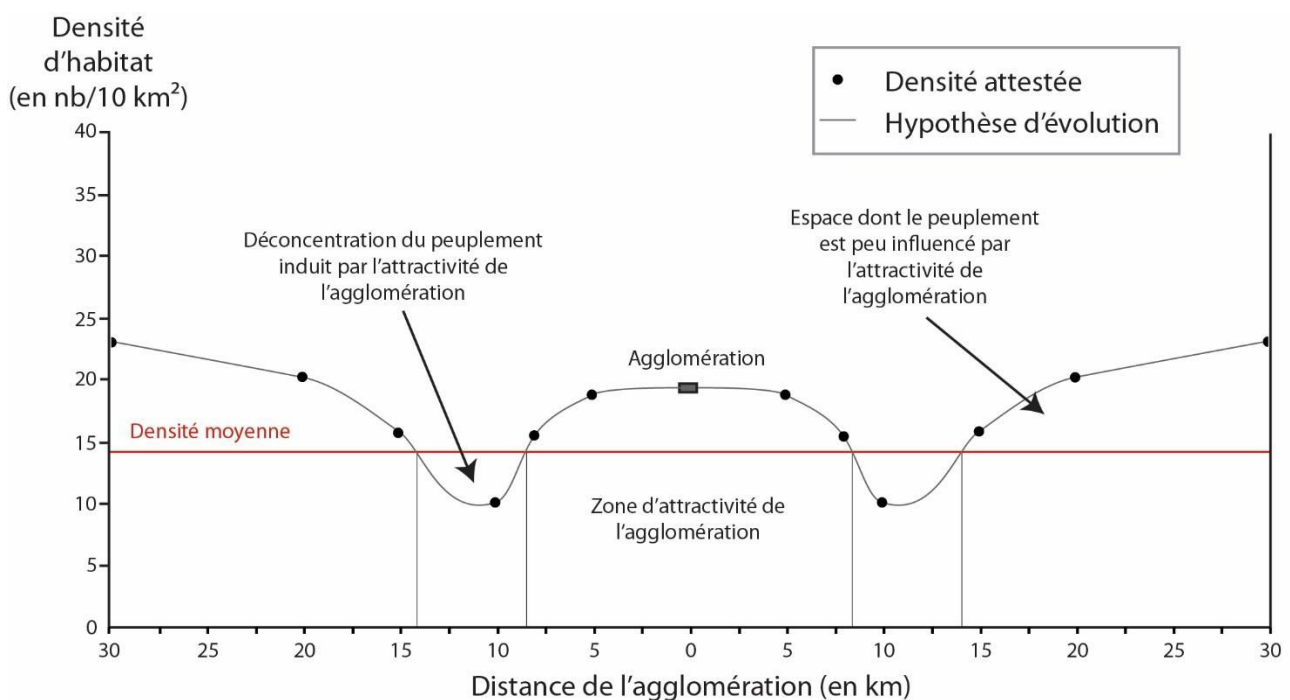 Densité
d'habitat
(en nb/10 km²)
Densité attestée
Hypothèse d'évolution
40
35
30
25
20
15
10
5
0
Déconcentration du peuplement
induit par l'attractivité de
l'agglomération
Espace dont le peuplement
est peu influencé par
l'attractivité de
l'agglomération
Agglomération
Densité moyenne
Zone d'attractivité de
l'agglomération
30 25 20 15 10 5 0 5 10 15 20 25 30
Distance de l'agglomération (en km)